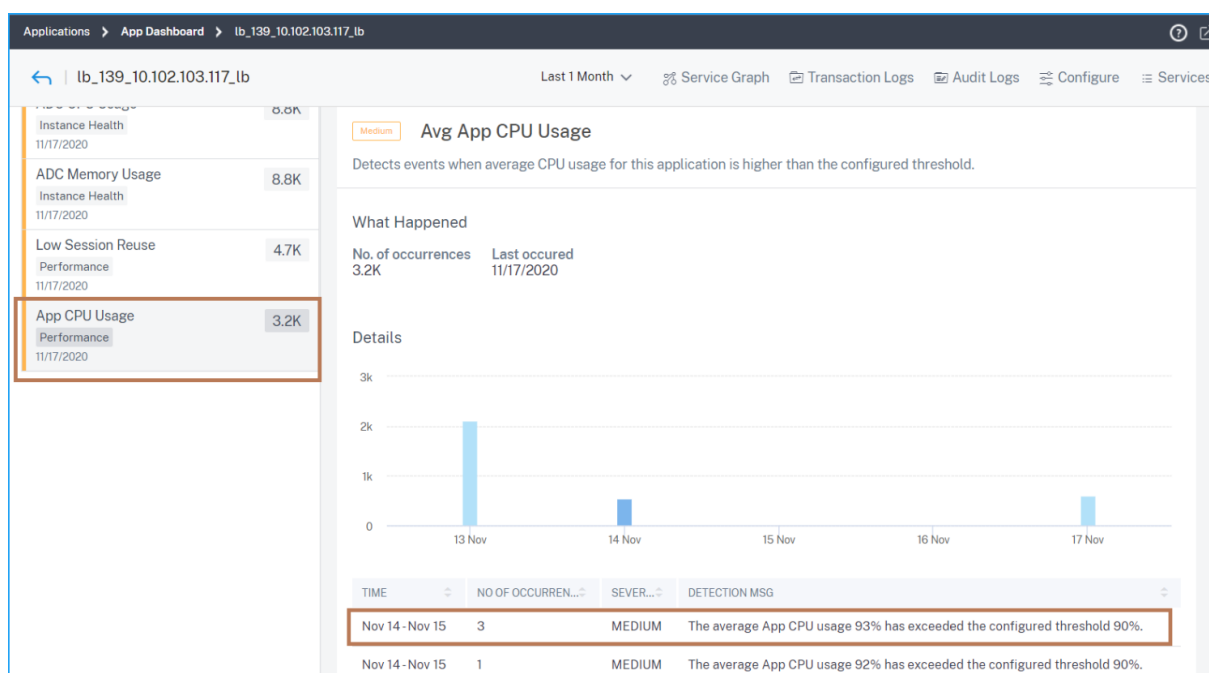 Applications > App Dashboard > lb_139_10.102.103.117_lb
lb_139_10.102.103.117_lb
Last 1 Month
Service Graph
Transaction Logs
Audit Logs
Configure
Services
8.8K
Instance Health
11/17/2020
ADC Memory Usage
8.8K
Instance Health
11/17/2020
Low Session Reuse
4.7K
Performance
11/17/2020
App CPU Usage
3.2K
Performance
11/17/2020
Medium
Avg App CPU Usage
Detects events when average CPU usage for this application is higher than the configured threshold.
What Happened
No. of occurrences
Last occured
3.2K
11/17/2020
Details
3k
2k
1k
0
13 Nov
14 Nov
15 Nov
16 Nov
17 Nov
TIME
NO OF OCCURREN...
SEVER...
DETECTION MSG
Nov 14 - Nov 15
3
MEDIUM
The average App CPU usage 93% has exceeded the configured threshold 90%.
Nov 14 - Nov 15
1
MEDIUM
The average App CPU usage 92% has exceeded the configured threshold 90%.